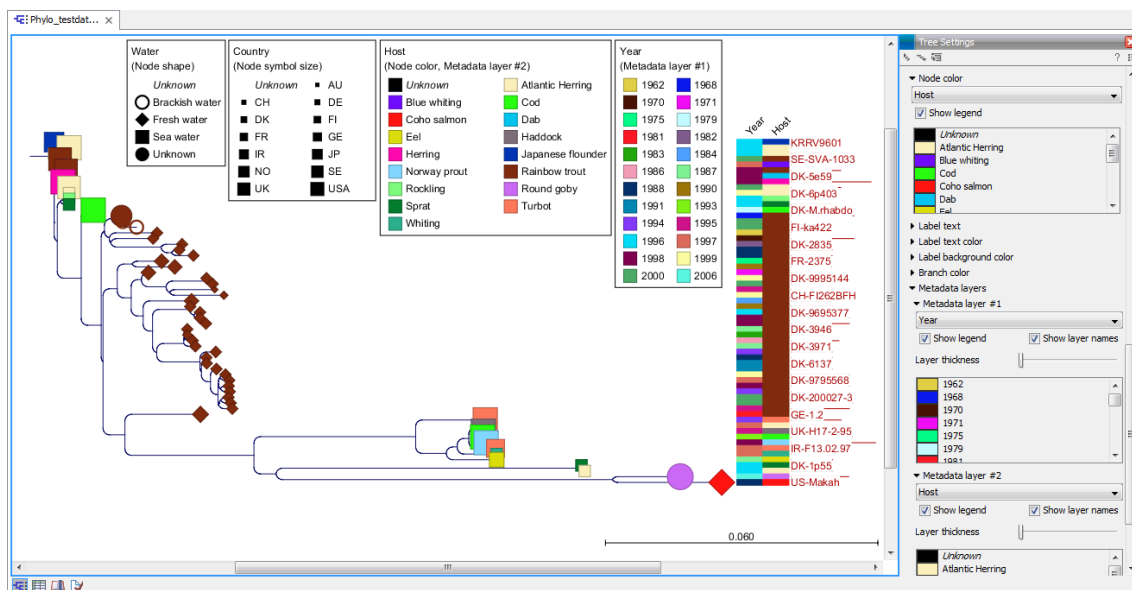 Phylo_testdat...
Water
(Node shape)
Unknown
Brackish water
Fresh water
Sea water
Unknown
Country
(Node symbol size)
Unknown
AU
CH
DE
DK
FI
FR
GE
IR
JP
NO
SE
UK
USA
Host
(Node color, Metadata layer #2)
Unknown
Atlantic Herring
Blue whiting
Cod
Coho salmon
Dab
Eel
Haddock
Herring
Japanese flounder
Norway prout
Rainbow trout
Rockling
Round goby
Sprat
Turbot
Whiting
Year
(Metadata layer #1)
1962
1968
1970
1971
1975
1979
1981
1982
1983
1984
1986
1987
1988
1990
1991
1993
1994
1995
1996
1997
1998
1999
2000
2006
Year
Host
KRRV9601
SE-SVA-1033
DK-5e59
DK-6p403
DK-M.rhabdo
FI-ka422
DK-2835
FR-2375
DK-9995144
CH-FI262BFH
DK-9695377
DK-3946
DK-3971
DK-6137
DK-9795568
DK-200027-3
GE-1.2
UK-H17-2-95
IR-F13.02.97
DK-1p55
US-Makah
0.060
Tree Settings
Node color
Host
Show legend
Unknown
Atlantic Herring
Blue whiting
Cod
Coho salmon
Dab
Eel
Label text
Label text color
Label background color
Branch color
Metadata layers
Metadata layer #1
Year
Show legend
Show layer names
Layer thickness
1962
1968
1970
1971
1975
1979
1981
Metadata layer #2
Host
Show legend
Show layer names
Layer thickness
Unknown
Atlantic Herring